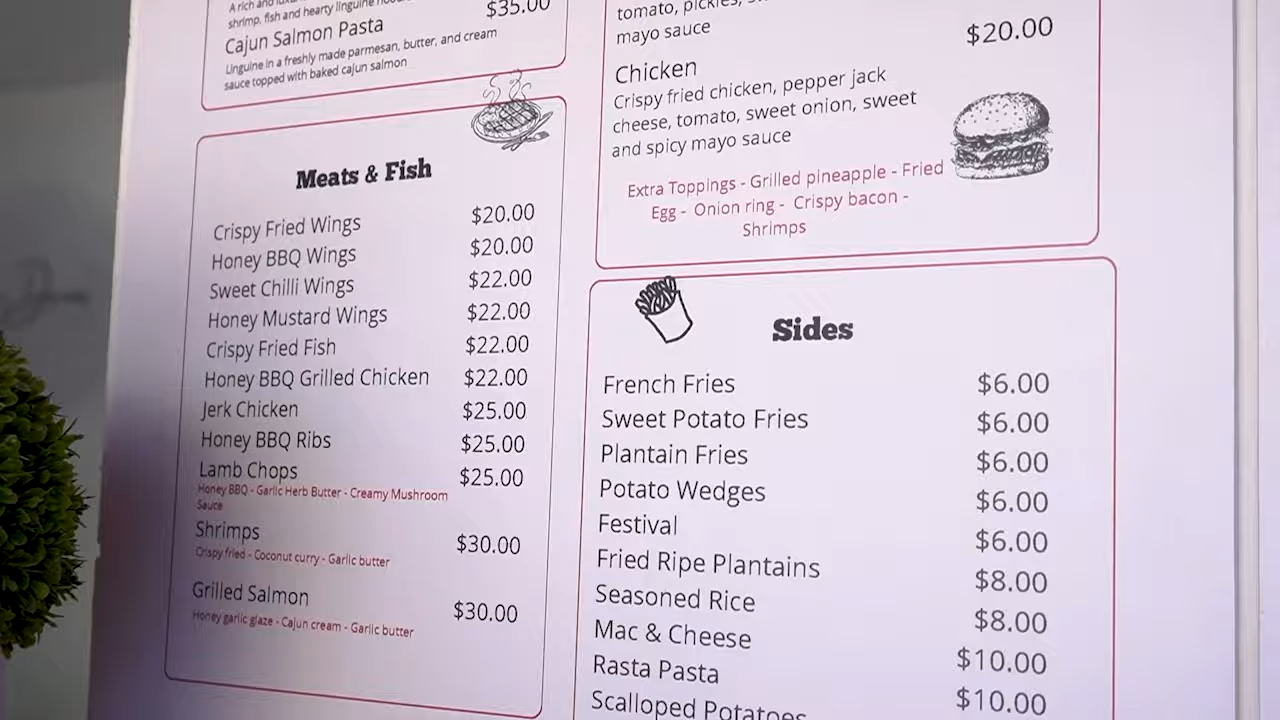 A rich and
shrimp, fish and hearty linguine
$35.00
Cajun Salmon Pasta
Linguine in a freshly made parmesan, butter, and cream
sauce topped with baked cajun salmon
Meats & Fish
Crispy Fried Wings $20.00
Honey BBQ Wings $20.00
Sweet Chilli Wings $22.00
Honey Mustard Wings $22.00
Crispy Fried Fish $22.00
Honey BBQ Grilled Chicken $22.00
Jerk Chicken $25.00
Honey BBQ Ribs $25.00
Lamb Chops $25.00
Honey BBQ - Garlic Herb Butter - Creamy Mushroom
Sauce
Shrimps $30.00
Crispy fried - Coconut curry - Garlic butter
Grilled Salmon $30.00
Honey garlic glaze - Cajun cream - Garlic butter
tomato, pickles,
mayo sauce
$20.00
Chicken
Crispy fried chicken, pepper jack
cheese, tomato, sweet onion, sweet
and spicy mayo sauce
Extra Toppings - Grilled pineapple - Fried
Egg - Onion ring - Crispy bacon -
Shrimps
Sides
French Fries $6.00
Sweet Potato Fries $6.00
Plantain Fries $6.00
Potato Wedges $6.00
Festival $6.00
Fried Ripe Plantains $8.00
Seasoned Rice $8.00
Mac & Cheese $10.00
Rasta Pasta $10.00
Scalloped Potatoes